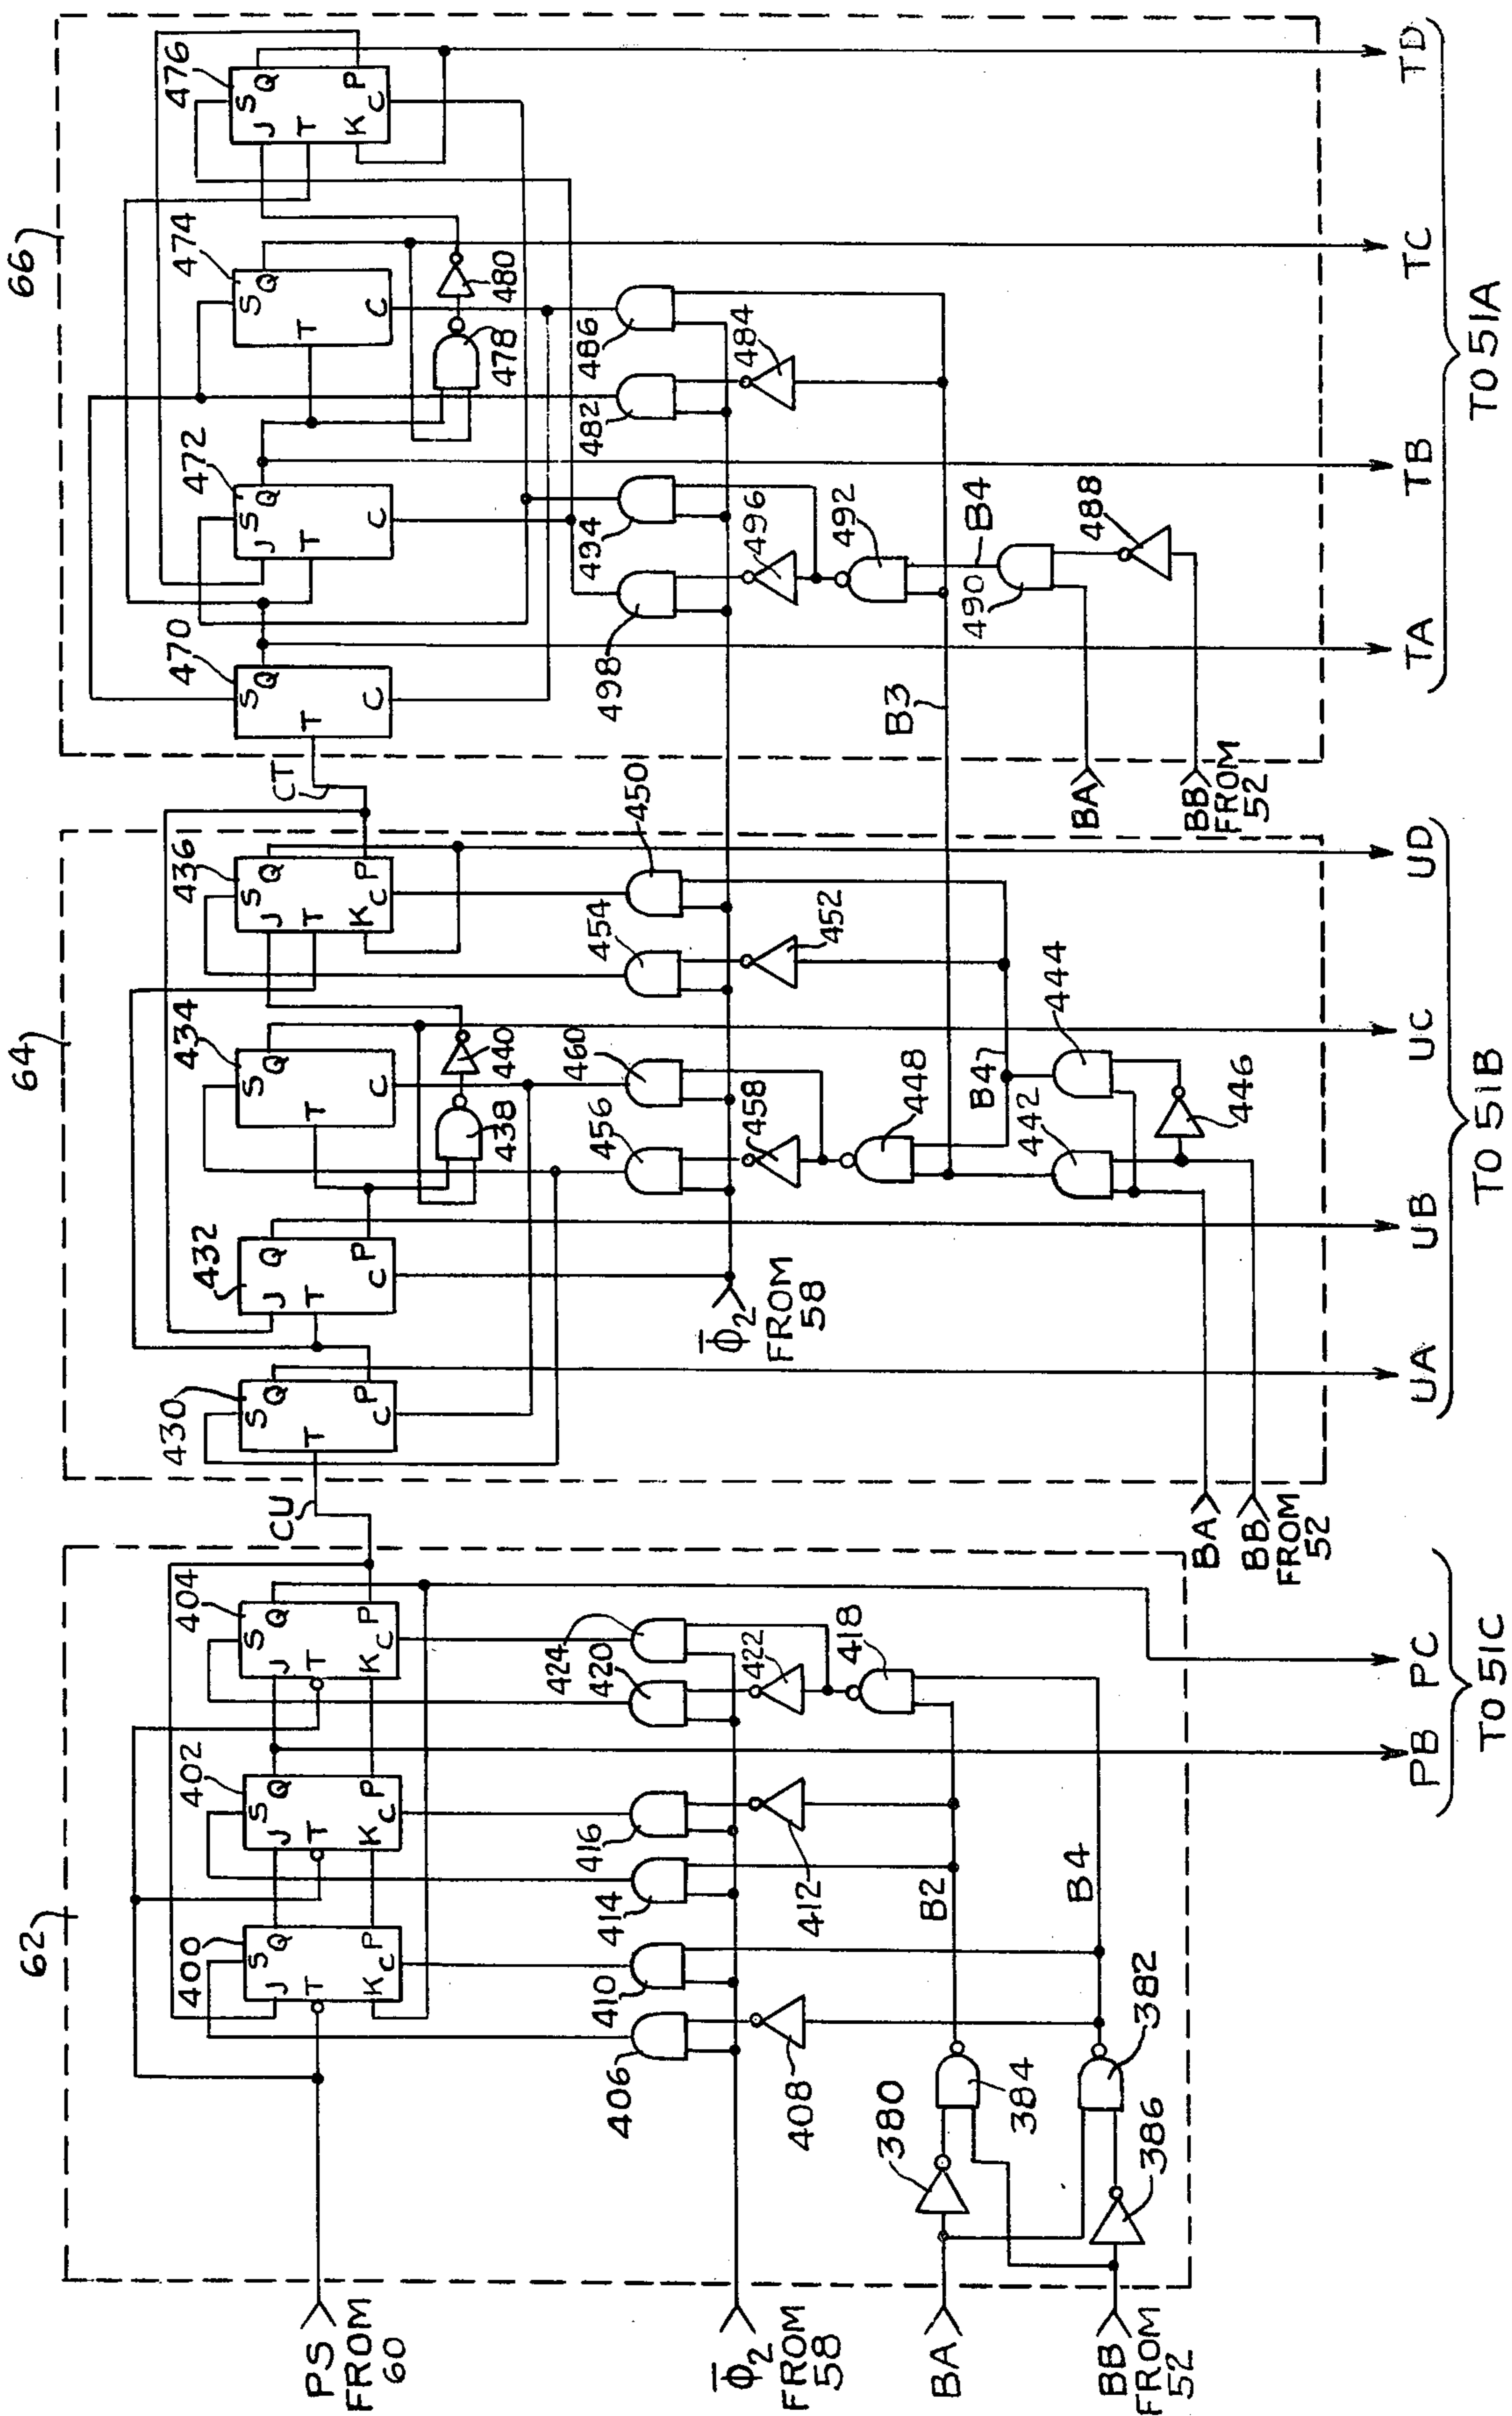 62
400
S
Q
J
T
K
C
P
402
S
Q
J
T
K
C
P
404
S
Q
J
T
K
C
P
CU
PS
FROM
60
406
408
410
414
416
412
424
420
422
418
Φ̅2
FROM
58
B2
B4
380
384
382
386
BA
BB
FROM
52
PB
PC
TO 51C
64
430
S
Q
T
C
P
432
Q
J
T
C
P
434
S
Q
T
C
436
S
Q
J
T
K
C
P
CT
438
440
456
458
460
454
450
452
Φ̅2
FROM
58
448
B4
442
444
446
BA
BB
FROM
52
UA
UB
UC
UD
TO 51B
66
470
S
Q
T
C
472
S
Q
J
T
C
474
S
Q
T
C
476
S
Q
J
T
K
C
P
478
480
498
494
496
482
486
484
492
B3
B4
490
488
BA
BB
FROM
52
TA
TB
TC
TD
TO 51A